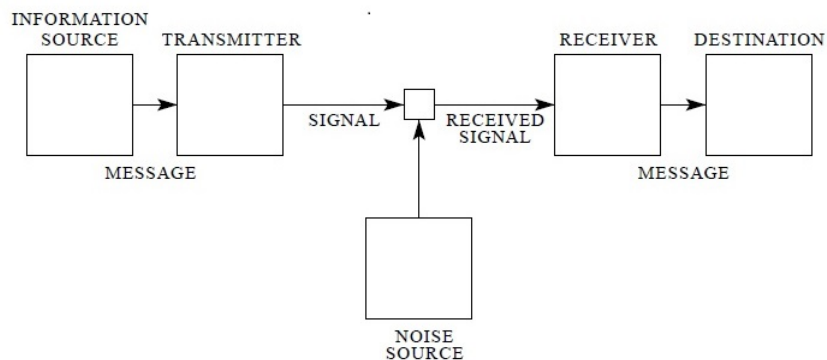 INFORMATION
SOURCE
TRANSMITTER
RECEIVER
DESTINATION
SIGNAL
RECEIVED
SIGNAL
MESSAGE
MESSAGE
NOISE
SOURCE